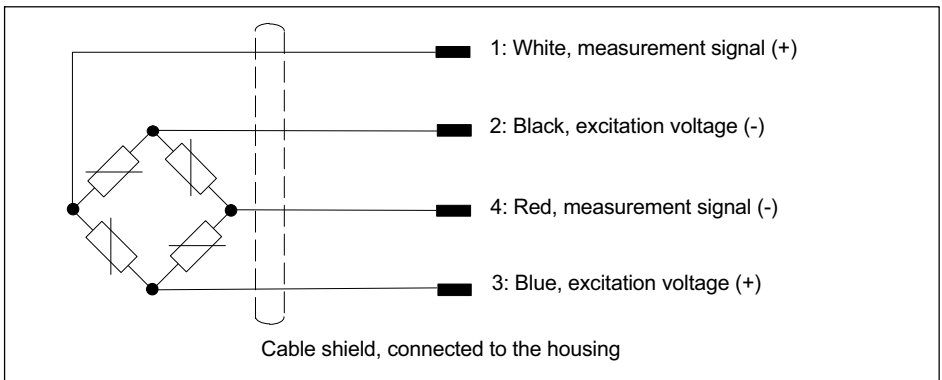 1: White, measurement signal (+)
2: Black, excitation voltage (-)
4: Red, measurement signal (-)
3: Blue, excitation voltage (+)
Cable shield, connected to the housing